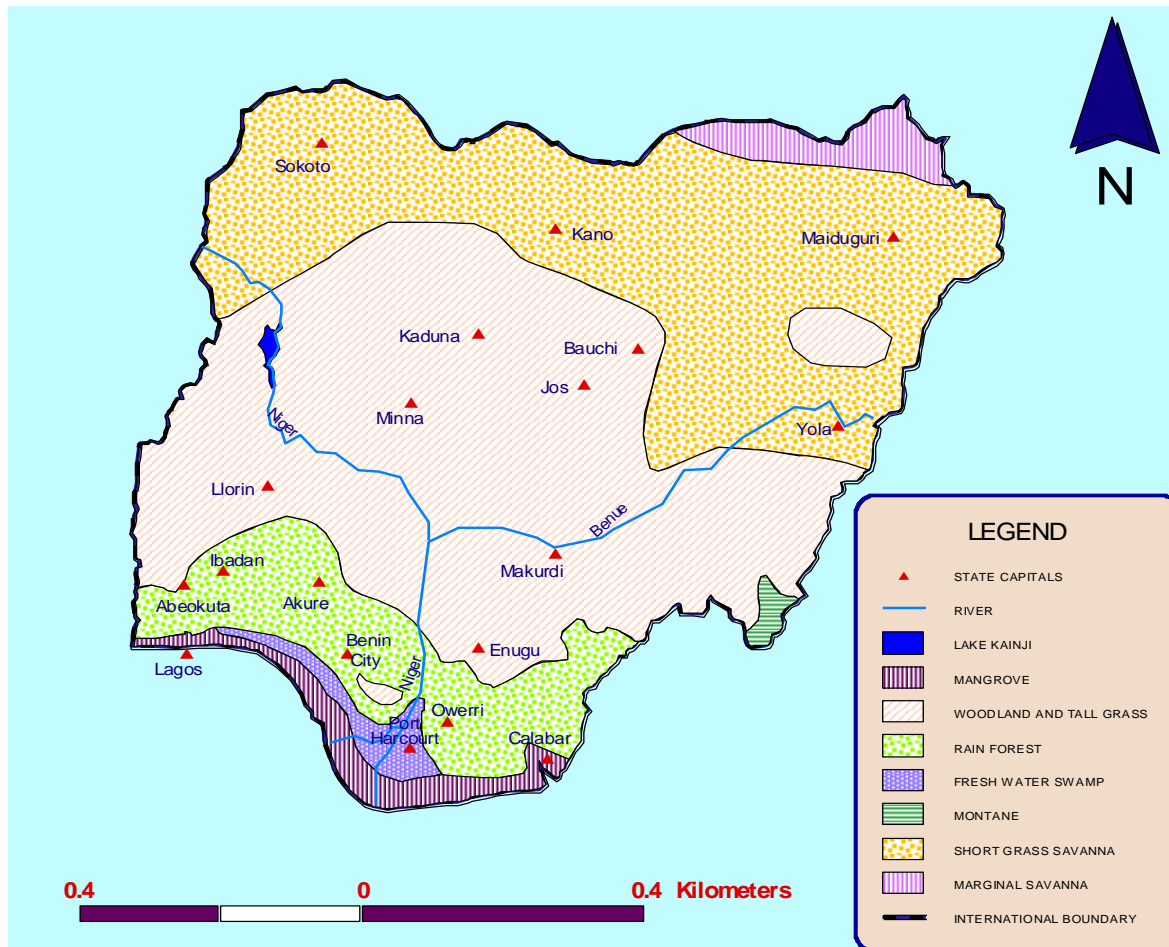 N
Sokoto
Kano
Maiduguri
Kaduna
Bauchi
Jos
Minna
Niger
Yola
Llorin
Benue
Ibadan
Makurdi
Abeokuta
Akure
Benin
City
Enugu
Lagos
Niger
Owerri
Port
Harcourt
Calabar
LEGEND
STATE CAPITALS
RIVER
LAKE KAINJI
MANGROVE
WOODLAND AND TALL GRASS
RAIN FOREST
FRESH WATER SWAMP
MONTANE
SHORT GRASS SAVANNA
MARGINAL SAVANNA
INTERNATIONAL BOUNDARY
0.4 0 0.4 Kilometers